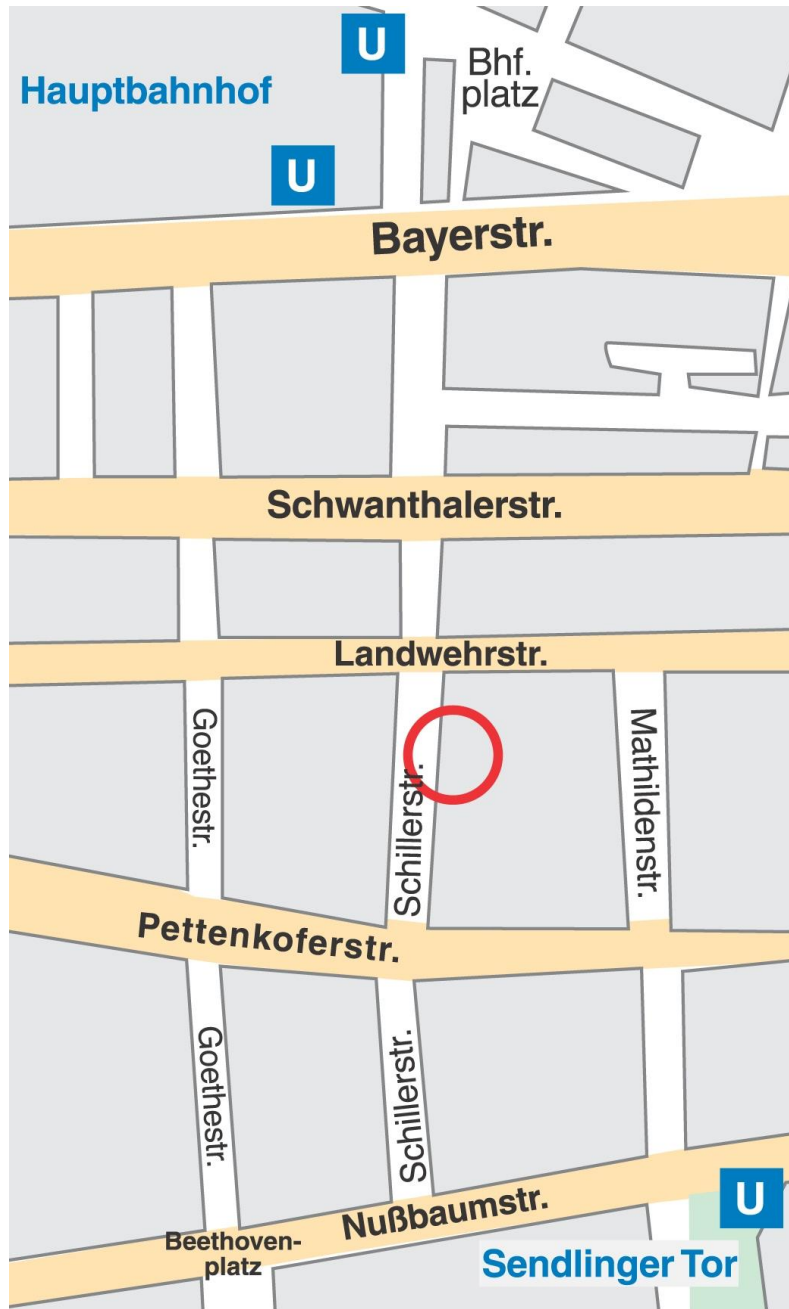 U
Bhf.
platz
Hauptbahnhof
U
Bayerstr.
Schwanthalerstr.
Landwehrstr.
Goethestr.
Schillerstr.
Mathildenstr.
Pettenkoferstr.
Goethestr.
Schillerstr.
U
Nußbaumstr.
Beethoven-
platz
Sendlinger Tor